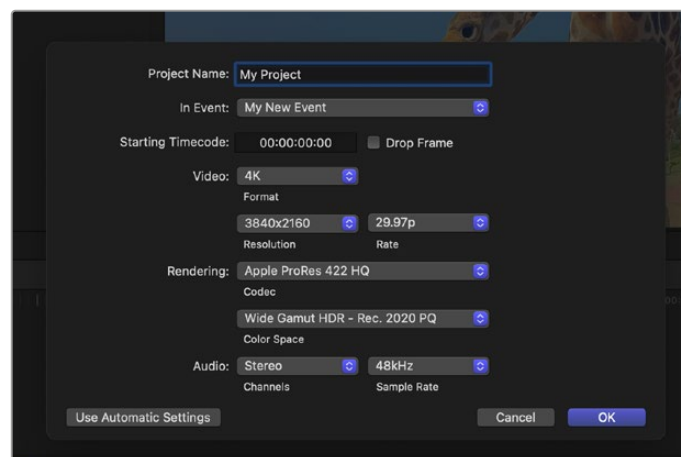 Project Name: My Project
In Event: My New Event
Starting Timecode: 00:00:00:00 Drop Frame
Video: 4K
Format
3840x2160 29.97p
Resolution Rate
Rendering: Apple ProRes 422 HQ
Codec
Wide Gamut HDR - Rec. 2020 PQ
Color Space
Audio: Stereo 48kHz
Channels Sample Rate
Use Automatic Settings Cancel OK